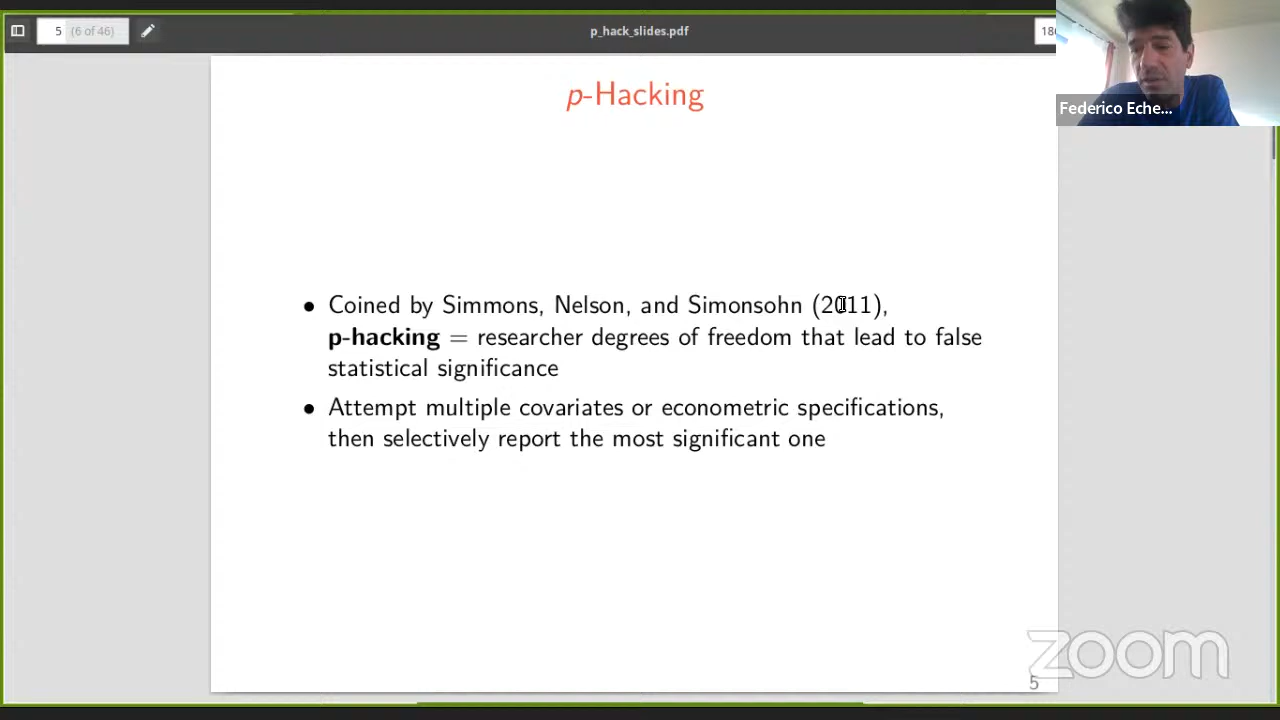 5 (6 of 46)
p_hack_slides.pdf
180
Federico Eche...
p-Hacking
• Coined by Simmons, Nelson, and Simonsohn (2011),
p-hacking = researcher degrees of freedom that lead to false
statistical significance
• Attempt multiple covariates or econometric specifications,
then selectively report the most significant one
zoom
5